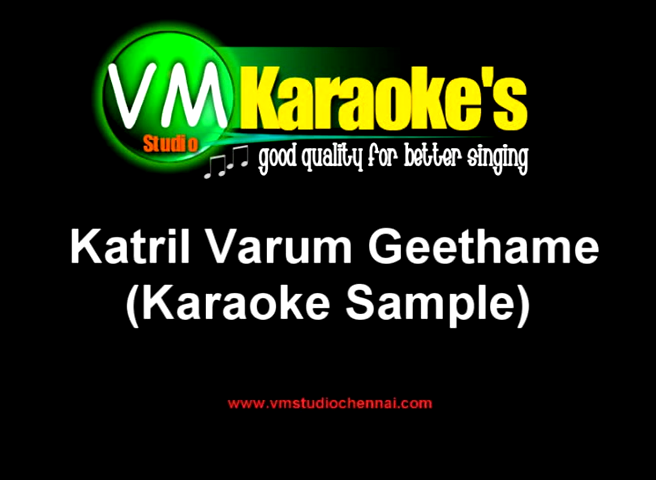 VM Karaoke's
Studio
good quality for better singing
Katril Varum Geethame
(Karaoke Sample)
www.vmstudiochennai.com